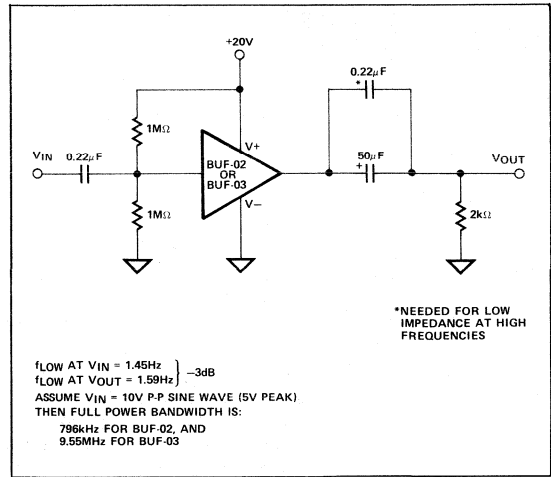 +20V
0.22μF
*
1MΩ
V+
VIN
0.22μF
BUF-02
OR
BUF-03
50μF
+
VOUT
V−
1MΩ
2kΩ
*NEEDED FOR LOW
IMPEDANCE AT HIGH
FREQUENCIES
fLOW AT VIN = 1.45Hz
fLOW AT VOUT = 1.59Hz
} −3dB
ASSUME VIN = 10V P-P SINE WAVE (5V PEAK)
THEN FULL POWER BANDWIDTH IS:
796kHz FOR BUF-02, AND
9.55MHz FOR BUF-03